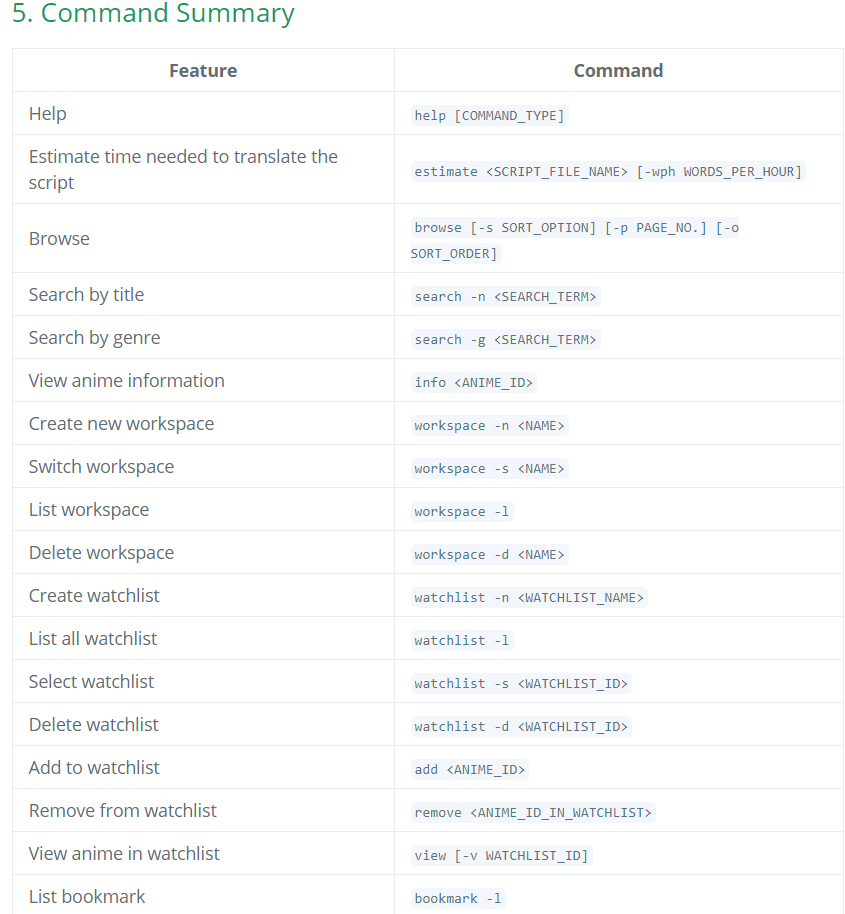 5. Command Summary
Feature Command
Help help [COMMAND_TYPE]
Estimate time needed to translate the
script estimate <SCRIPT_FILE_NAME> [-wph WORDS_PER_HOUR]
Browse browse [-s SORT_OPTION] [-p PAGE_NO.] [-o
SORT_ORDER]
Search by title search -n <SEARCH_TERM>
Search by genre search -g <SEARCH_TERM>
View anime information info <ANIME_ID>
Create new workspace workspace -n <NAME>
Switch workspace workspace -s <NAME>
List workspace workspace -l
Delete workspace workspace -d <NAME>
Create watchlist watchlist -n <WATCHLIST_NAME>
List all watchlist watchlist -l
Select watchlist watchlist -s <WATCHLIST_ID>
Delete watchlist watchlist -d <WATCHLIST_ID>
Add to watchlist add <ANIME_ID>
Remove from watchlist remove <ANIME_ID_IN_WATCHLIST>
View anime in watchlist view [-v WATCHLIST_ID]
List bookmark bookmark -l